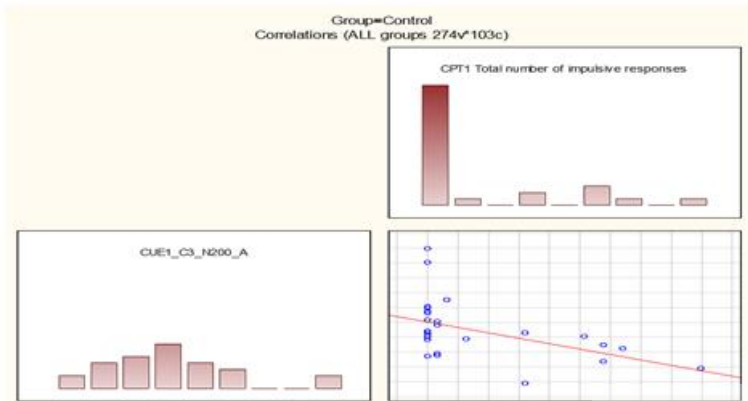 Group=Control
Correlations (ALL groups 274v*103c)
CPT1 Total number of impulsive responses
CUE1_C3_N200_A